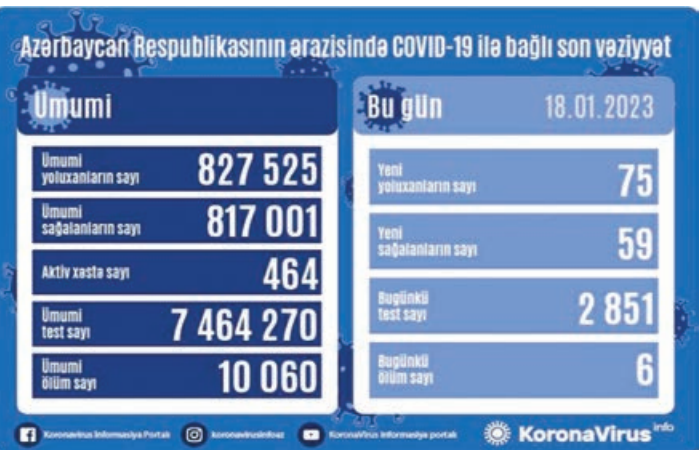 Azərbaycan Respublikasının ərazisində COVID-19 ilə bağlı son vəziyyət
Ümumi
Ümumi
yoluxanların sayı
827 525
Ümumi
sağalanların sayı
817 001
Aktiv xəstə sayı
464
Ümumi
test sayı
7 464 270
Ümumi
ölüm sayı
10 060
Bu gün
18.01.2023
Yeni
yoluxanların sayı
75
Yeni
sağalanların sayı
59
Bugünkü
test sayı
2 851
Bugünkü
ölüm sayı
6
Koronavirus İnformasiya Portalı
koronavirusinfoaz
KoronaVirus informasiya portalı
KoronaVirus info